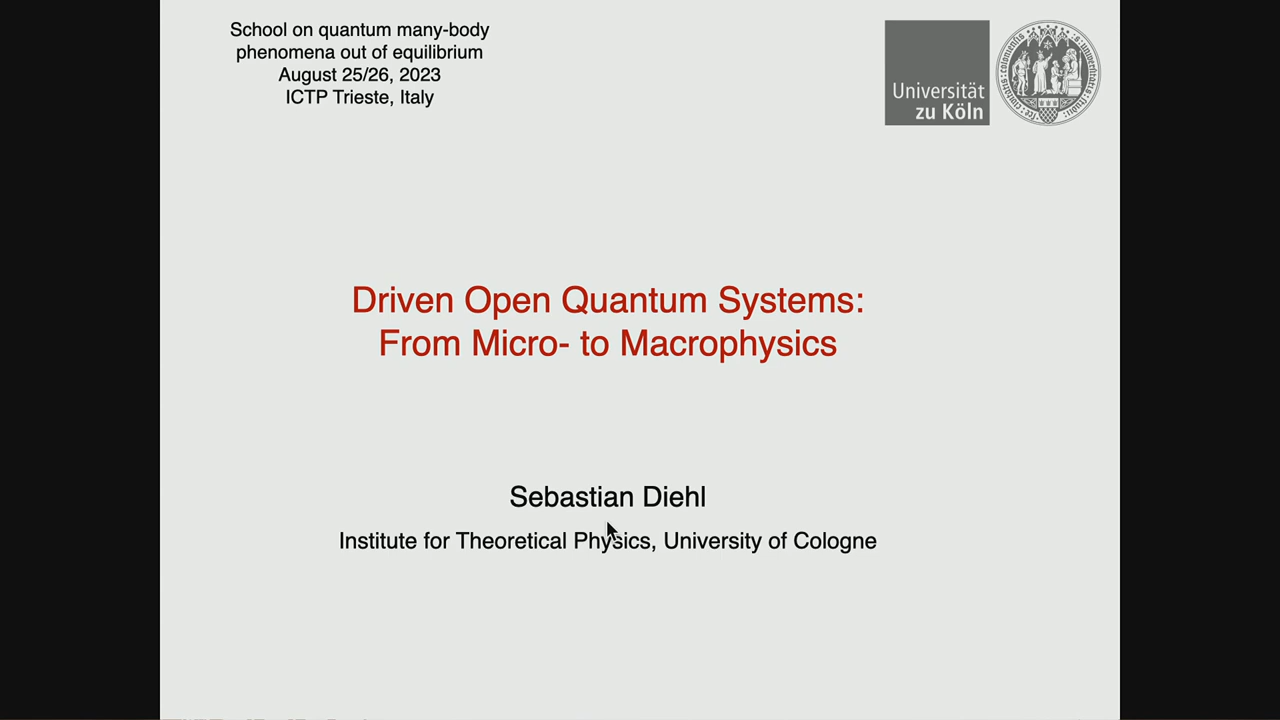 School on quantum many-body
phenomena out of equilibrium
August 25/26, 2023
ICTP Trieste, Italy
Universität
zu Köln
Driven Open Quantum Systems:
From Micro- to Macrophysics
Sebastian Diehl
Institute for Theoretical Physics, University of Cologne